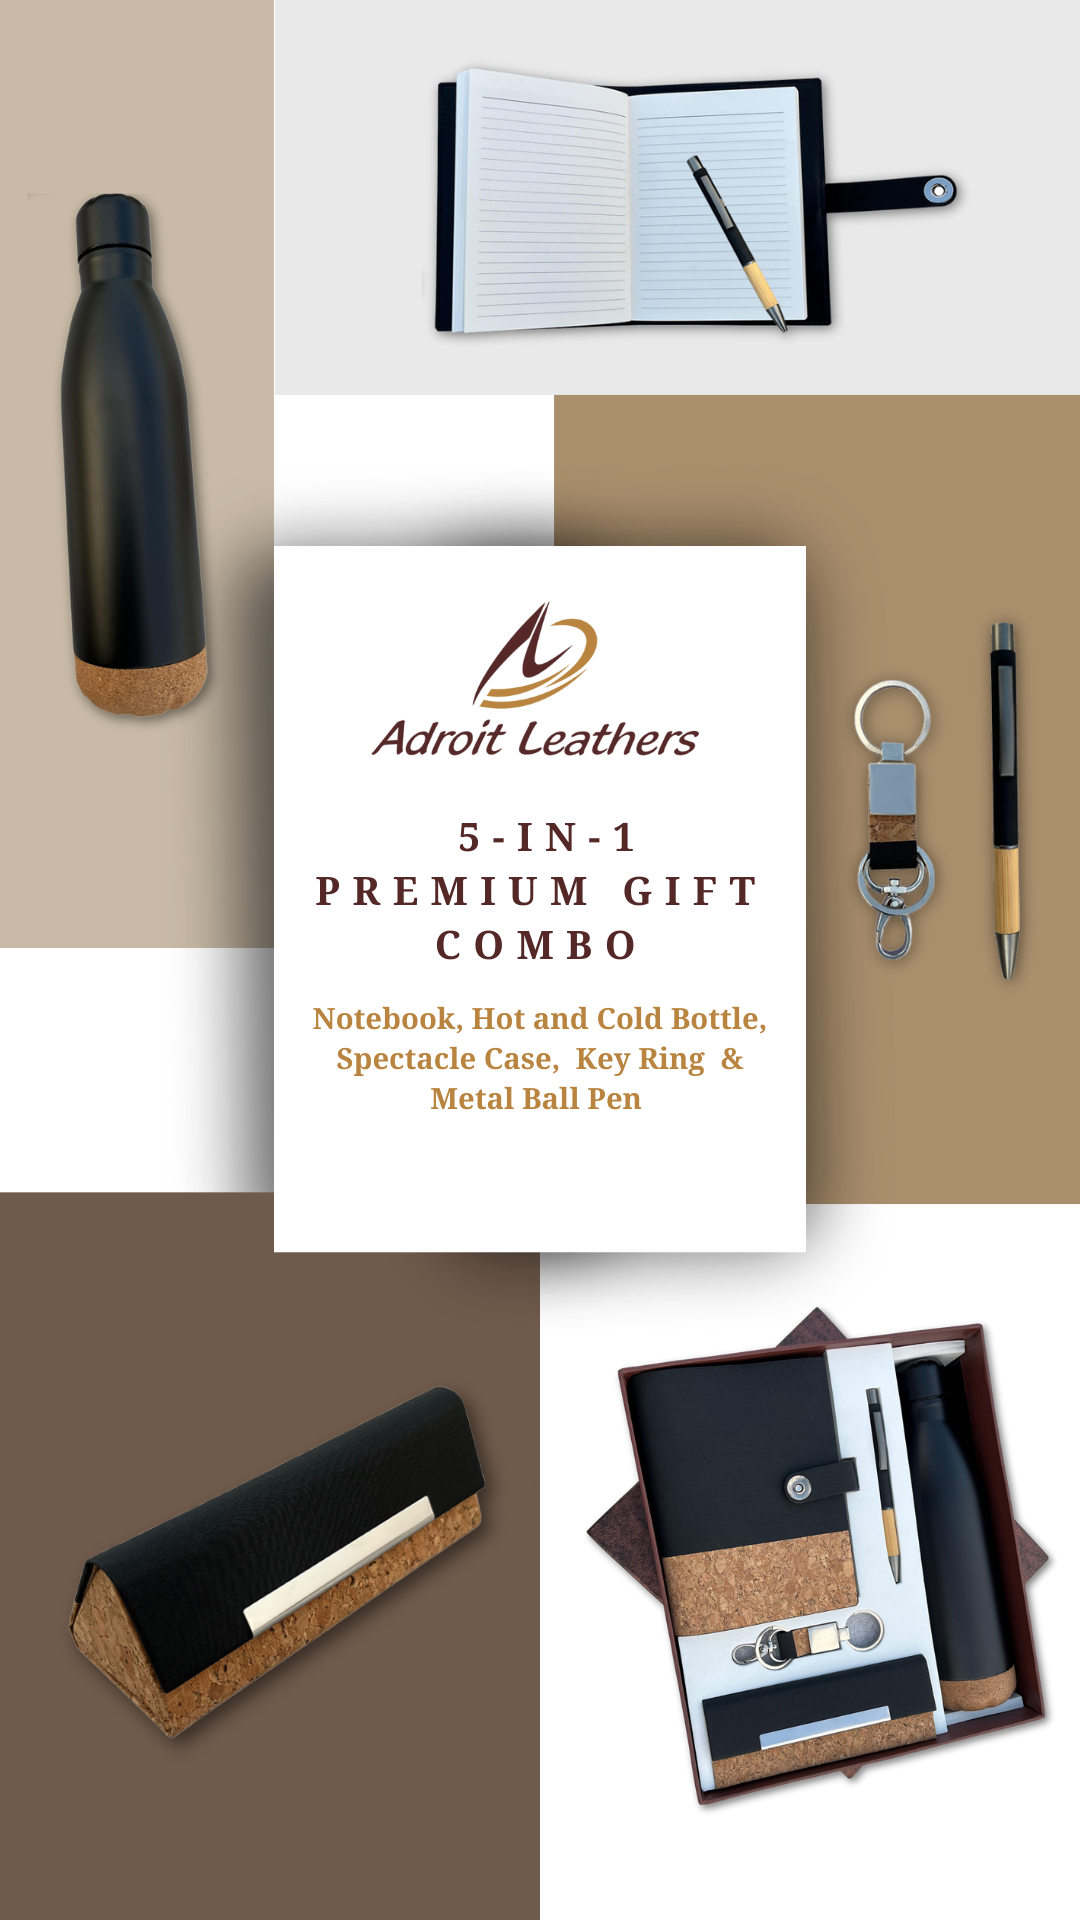 Adroit Leathers
5-IN-1
PREMIUM GIFT
COMBO
Notebook, Hot and Cold Bottle,
Spectacle Case, Key Ring &
Metal Ball Pen